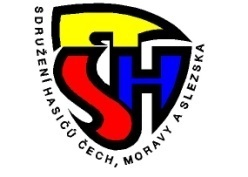 SDRUŽENÍ HASIČŮ ČECH, MORAVY A SLEZSKA
SH